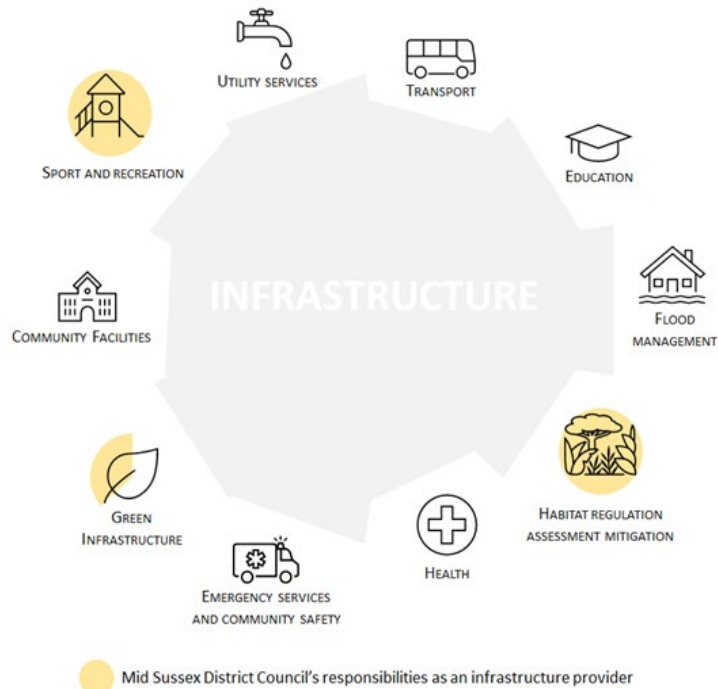 UTILITY SERVICES
TRANSPORT
SPORT AND RECREATION
EDUCATION
INFRASTRUCTURE
COMMUNITY FACILITIES
FLOOD
MANAGEMENT
GREEN
INFRASTRUCTURE
HABITAT REGULATION
ASSESSMENT MITIGATION
HEALTH
EMERGENCY SERVICES
AND COMMUNITY SAFETY
Mid Sussex District Council's responsibilities as an infrastructure provider